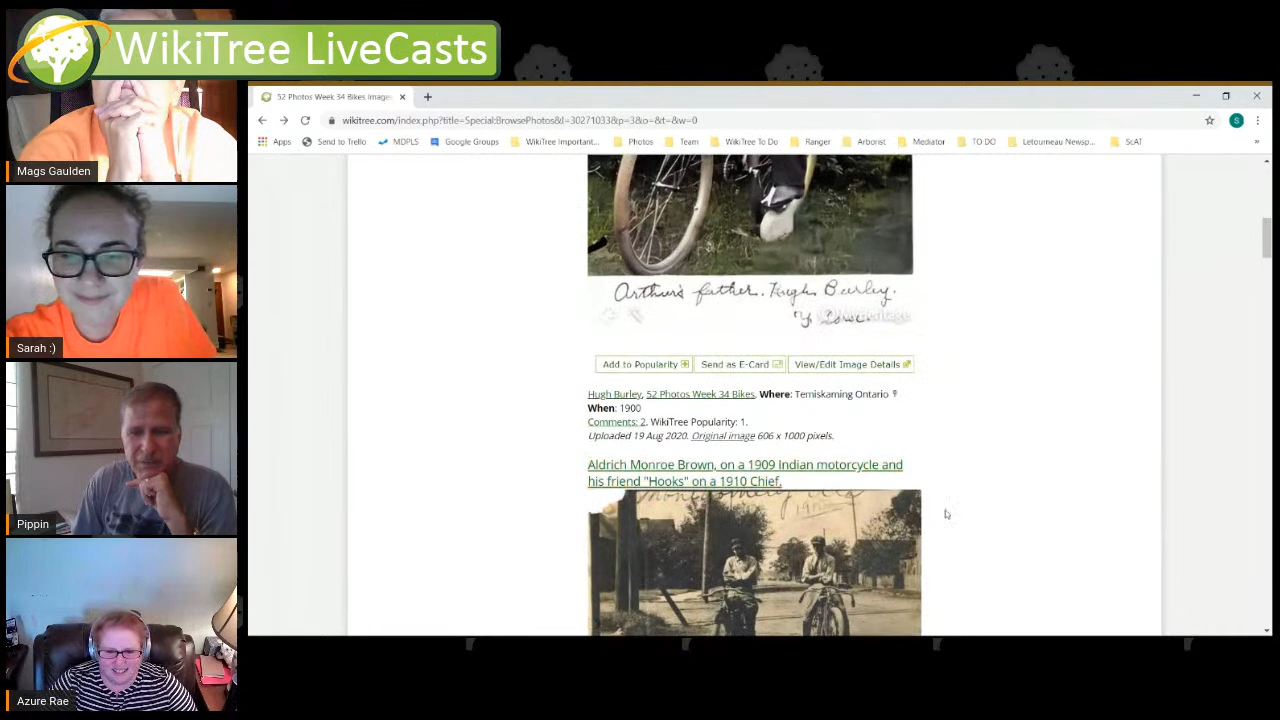 WikiTree LiveCasts
Mags Gaulden
Sarah :)
Pippin
Azure Rae
52 Photos Week 34 Bikes Image
wikitree.com/index.php?title=Special:BrowsePhotos&l=30271033&p=3&o=&t=&w=0
Apps Send to Trello MDPLS Google Groups WikiTree Important... Photos Team WikiTree To Do Ranger Arborist Mediator TO DO Letourneau Newsp... ScAT »
Arthur's father. Hugh Burley.
Add to Popularity Send as E-Card View/Edit Image Details
Hugh Burley, 52 Photos Week 34 Bikes. Where: Temiskaming Ontario
When: 1900
Comments: 2. WikiTree Popularity: 1.
Uploaded 19 Aug 2020. Original image 606 x 1000 pixels.
Aldrich Monroe Brown, on a 1909 Indian motorcycle and
his friend "Hooks" on a 1910 Chief.
Montgomery Ala
S